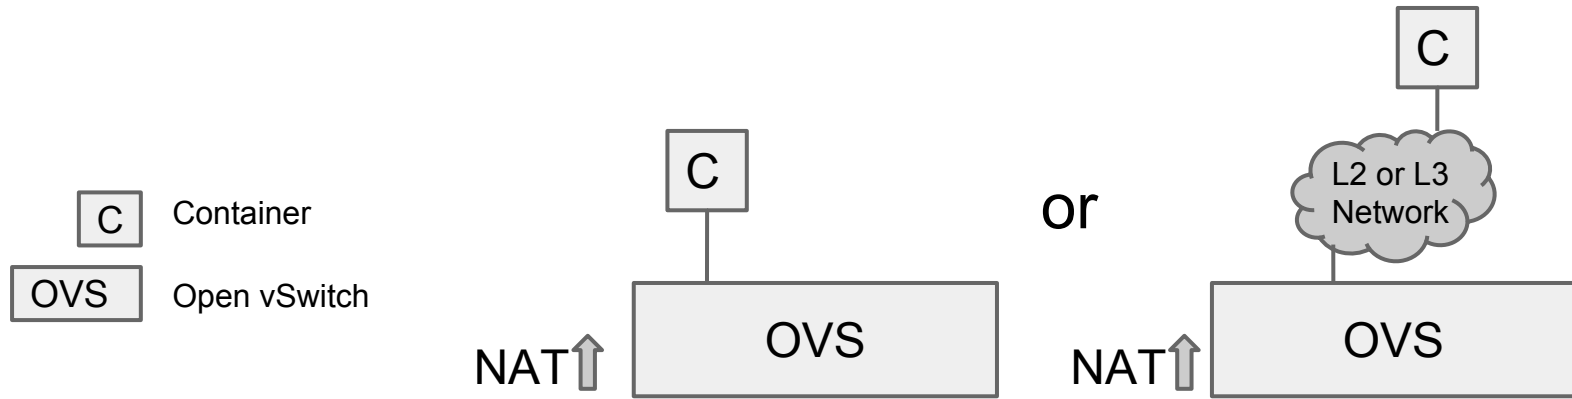 C Container
OVS Open vSwitch
C
OVS
NAT
or
C
L2 or L3
Network
OVS
NAT